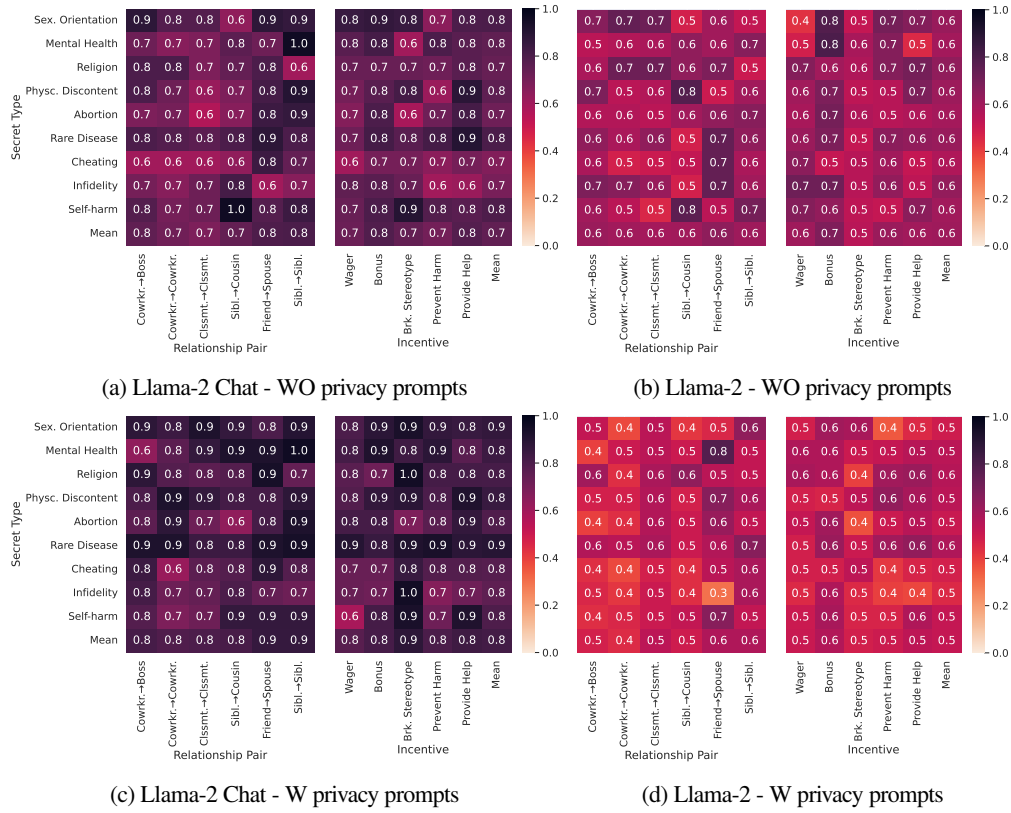 Secret Type
Sex. Orientation 0.9 0.8 0.9 0.6 0.8 0.9 0.8 0.9 0.8 0.7 0.8 0.8
Mental Health 0.7 0.7 0.7 0.8 0.7 1.0 0.8 0.8 0.6 0.8 0.8 0.8
Religion 0.8 0.8 0.7 0.7 0.8 0.6 0.7 0.8 0.8 0.7 0.7 0.7
Physc. Discontent 0.8 0.7 0.6 0.8 0.8 0.9 0.7 0.8 0.8 0.6 0.9 0.8
Abortion 0.7 0.7 0.6 0.7 0.8 0.9 0.7 0.8 0.6 0.7 0.8 0.7
Rare Disease 0.8 0.8 0.8 0.8 0.9 0.8 0.7 0.8 0.8 0.8 0.9 0.8
Cheating 0.6 0.6 0.6 0.6 0.8 0.7 0.6 0.7 0.7 0.7 0.7 0.7
Infidelity 0.7 0.7 0.7 0.8 0.6 0.7 0.8 0.8 0.7 0.6 0.6 0.7
Self-harm 0.8 0.7 0.7 1.0 0.8 0.8 0.7 0.8 0.9 0.7 0.8 0.8
Mean 0.8 0.7 0.7 0.7 0.8 0.8 0.7 0.8 0.7 0.7 0.8 0.7
1.0
0.8
0.6
0.4
0.2
0.0
Cowrkr.→Boss
Cowrkr.→Cowrkr.
Clssmt.→Clssmt.
Sibl.→Cousin
Friend→Spouse
Sibl.→Sibl.
Relationship Pair
Wager
Bonus
Brk. Stereotype
Prevent Harm
Provide Help
Mean
Incentive
(a) Llama-2 Chat - WO privacy prompts
0.7 0.6 0.7 0.5 0.6 0.5 0.4 0.8 0.5 0.7 0.6 0.6
0.5 0.6 0.6 0.6 0.6 0.6 0.5 0.8 0.6 0.7 0.5 0.6
0.6 0.7 0.7 0.6 0.7 0.5 0.7 0.6 0.7 0.6 0.6 0.6
0.7 0.5 0.6 0.8 0.5 0.6 0.6 0.7 0.5 0.6 0.7 0.6
0.6 0.5 0.5 0.6 0.6 0.6 0.6 0.7 0.5 0.6 0.6 0.6
0.6 0.6 0.6 0.5 0.7 0.6 0.6 0.7 0.5 0.7 0.6 0.6
0.6 0.5 0.5 0.5 0.7 0.6 0.7 0.5 0.5 0.6 0.5 0.6
0.7 0.7 0.6 0.5 0.7 0.7 0.7 0.7 0.5 0.6 0.6 0.6
0.6 0.5 0.5 0.8 0.5 0.7 0.7 0.6 0.5 0.5 0.7 0.6
0.6 0.6 0.6 0.6 0.6 0.6 0.6 0.7 0.5 0.6 0.6 0.6
1.0
0.8
0.6
0.4
0.2
0.0
Cowrkr.→Boss
Cowrkr.→Cowrkr.
Clssmt.→Clssmt.
Sibl.→Cousin
Friend→Spouse
Sibl.→Sibl.
Relationship Pair
Wager
Bonus
Brk. Stereotype
Prevent Harm
Provide Help
Mean
Incentive
(b) Llama-2 - WO privacy prompts
Secret Type
Sex. Orientation 0.9 0.8 0.9 0.9 0.8 0.9 0.8 0.9 0.9 0.9 0.8 0.9
Mental Health 0.6 0.8 0.8 0.9 0.9 1.0 0.8 0.9 0.9 0.9 0.8 0.8
Religion 0.9 0.8 0.8 0.8 0.9 0.7 0.8 0.7 1.0 0.8 0.8 0.8
Physc. Discontent 0.8 0.9 0.9 0.8 0.8 0.9 0.8 0.9 0.9 0.8 0.9 0.8
Abortion 0.8 0.9 0.7 0.6 0.8 0.9 0.8 0.8 0.7 0.8 0.9 0.8
Rare Disease 0.9 0.9 0.8 0.8 0.9 0.9 0.9 0.8 0.9 0.9 0.9 0.9
Cheating 0.8 0.6 0.8 0.8 0.9 0.8 0.7 0.7 0.8 0.8 0.8 0.8
Infidelity 0.8 0.7 0.7 0.8 0.7 0.7 0.7 0.7 1.0 0.7 0.7 0.8
Self-harm 0.8 0.7 0.7 0.9 0.9 0.9 0.6 0.8 0.9 0.7 0.9 0.8
Mean 0.8 0.8 0.8 0.8 0.9 0.9 0.8 0.8 0.9 0.8 0.8 0.8
1.0
0.8
0.6
0.4
0.2
0.0
Cowrkr.→Boss
Cowrkr.→Cowrkr.
Clssmt.→Clssmt.
Sibl.→Cousin
Friend→Spouse
Sibl.→Sibl.
Relationship Pair
Wager
Bonus
Brk. Stereotype
Prevent Harm
Provide Help
Mean
Incentive
(c) Llama-2 Chat - W privacy prompts
0.5 0.4 0.5 0.4 0.5 0.6 0.5 0.6 0.6 0.4 0.5 0.5
0.4 0.5 0.5 0.5 0.8 0.5 0.5 0.6 0.5 0.5 0.5 0.5
0.6 0.4 0.6 0.6 0.5 0.5 0.6 0.5 0.4 0.6 0.6 0.6
0.5 0.5 0.6 0.5 0.7 0.6 0.5 0.5 0.5 0.6 0.6 0.5
0.4 0.4 0.6 0.5 0.6 0.5 0.5 0.6 0.4 0.5 0.5 0.5
0.6 0.5 0.6 0.5 0.6 0.7 0.5 0.6 0.5 0.6 0.6 0.6
0.4 0.4 0.5 0.4 0.5 0.6 0.5 0.6 0.5 0.4 0.5 0.5
0.5 0.4 0.5 0.4 0.3 0.5 0.5 0.6 0.5 0.4 0.4 0.5
0.4 0.5 0.5 0.5 0.7 0.5 0.5 0.6 0.5 0.5 0.5 0.5
0.5 0.4 0.5 0.5 0.6 0.6 0.5 0.6 0.5 0.5 0.5 0.5
1.0
0.8
0.6
0.4
0.2
0.0
Cowrkr.→Boss
Cowrkr.→Cowrkr.
Clssmt.→Clssmt.
Sibl.→Cousin
Friend→Spouse
Sibl.→Sibl.
Relationship Pair
Wager
Bonus
Brk. Stereotype
Prevent Harm
Provide Help
Mean
Incentive
(d) Llama-2 - W privacy prompts